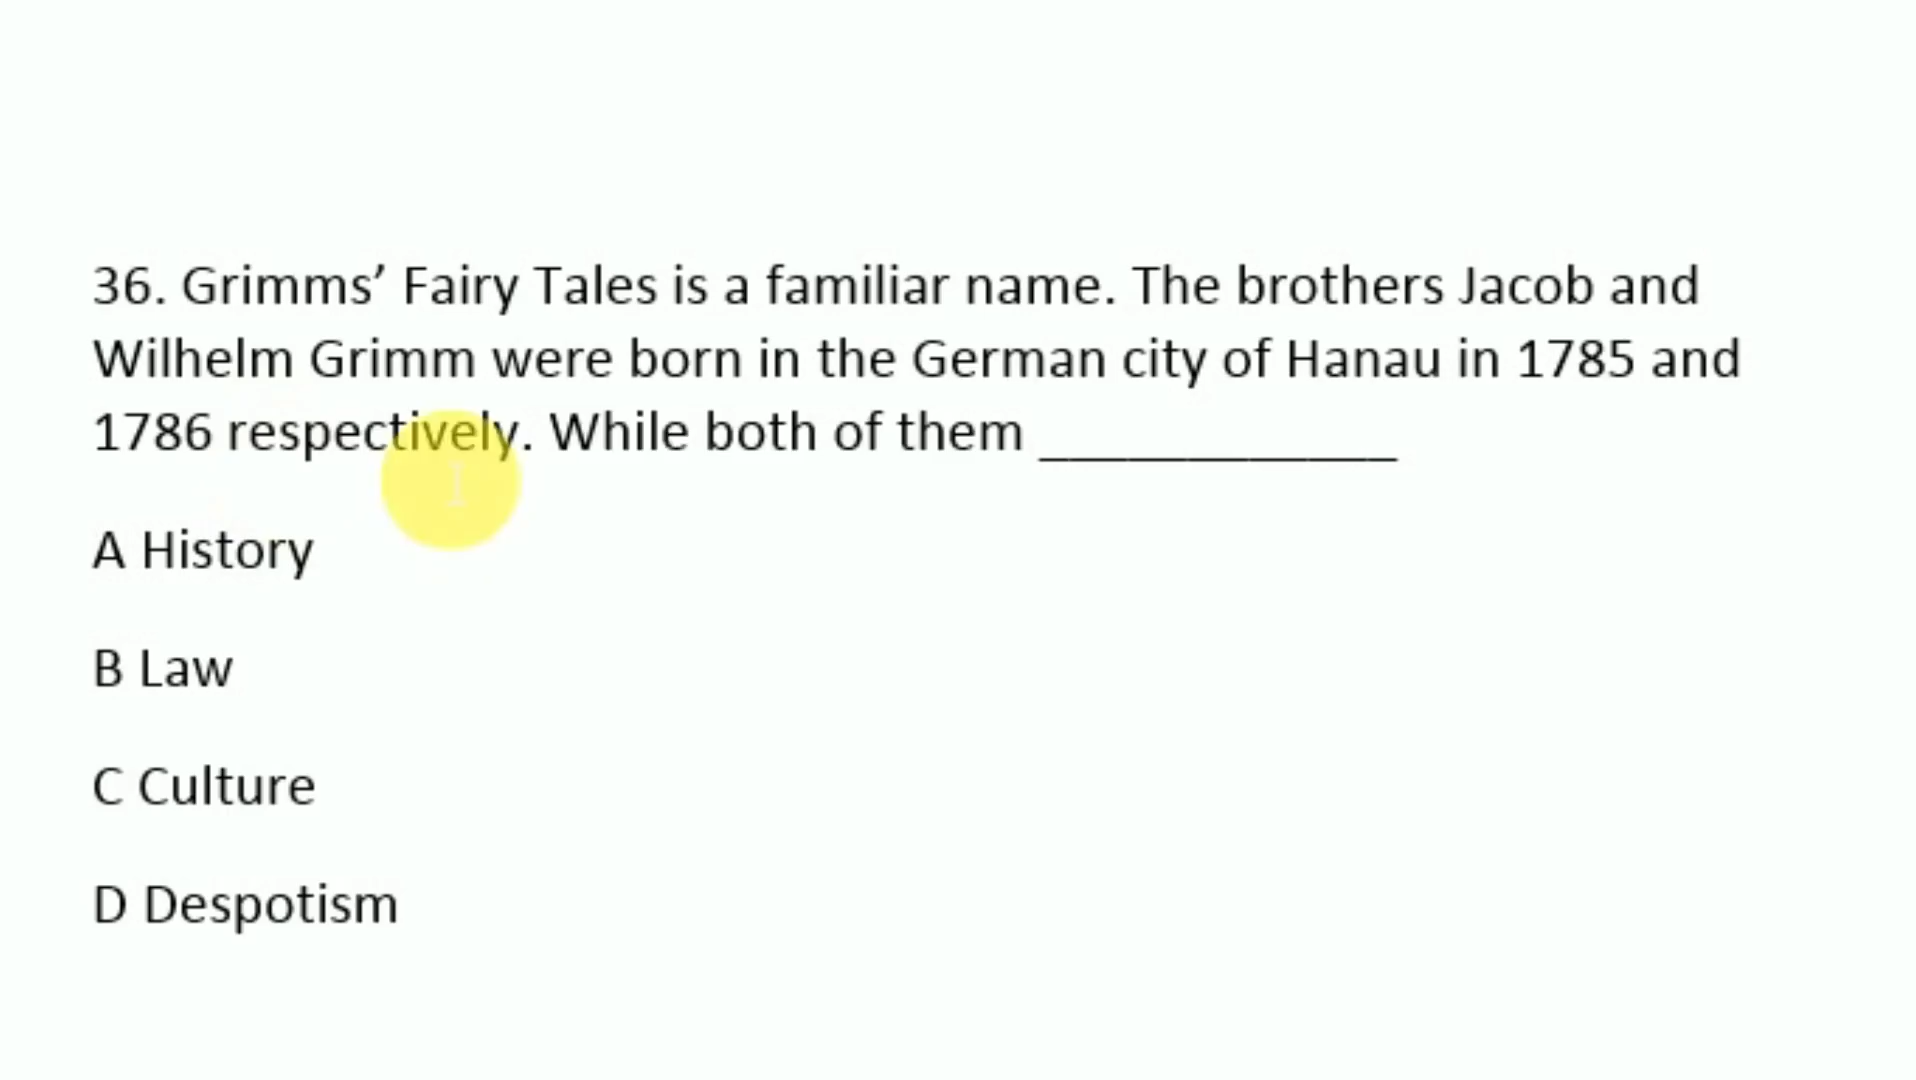 36. Grimms’ Fairy Tales is a familiar name. The brothers Jacob and
Wilhelm Grimm were born in the German city of Hanau in 1785 and
1786 respectively. While both of them ____________
A History
B Law
C Culture
D Despotism